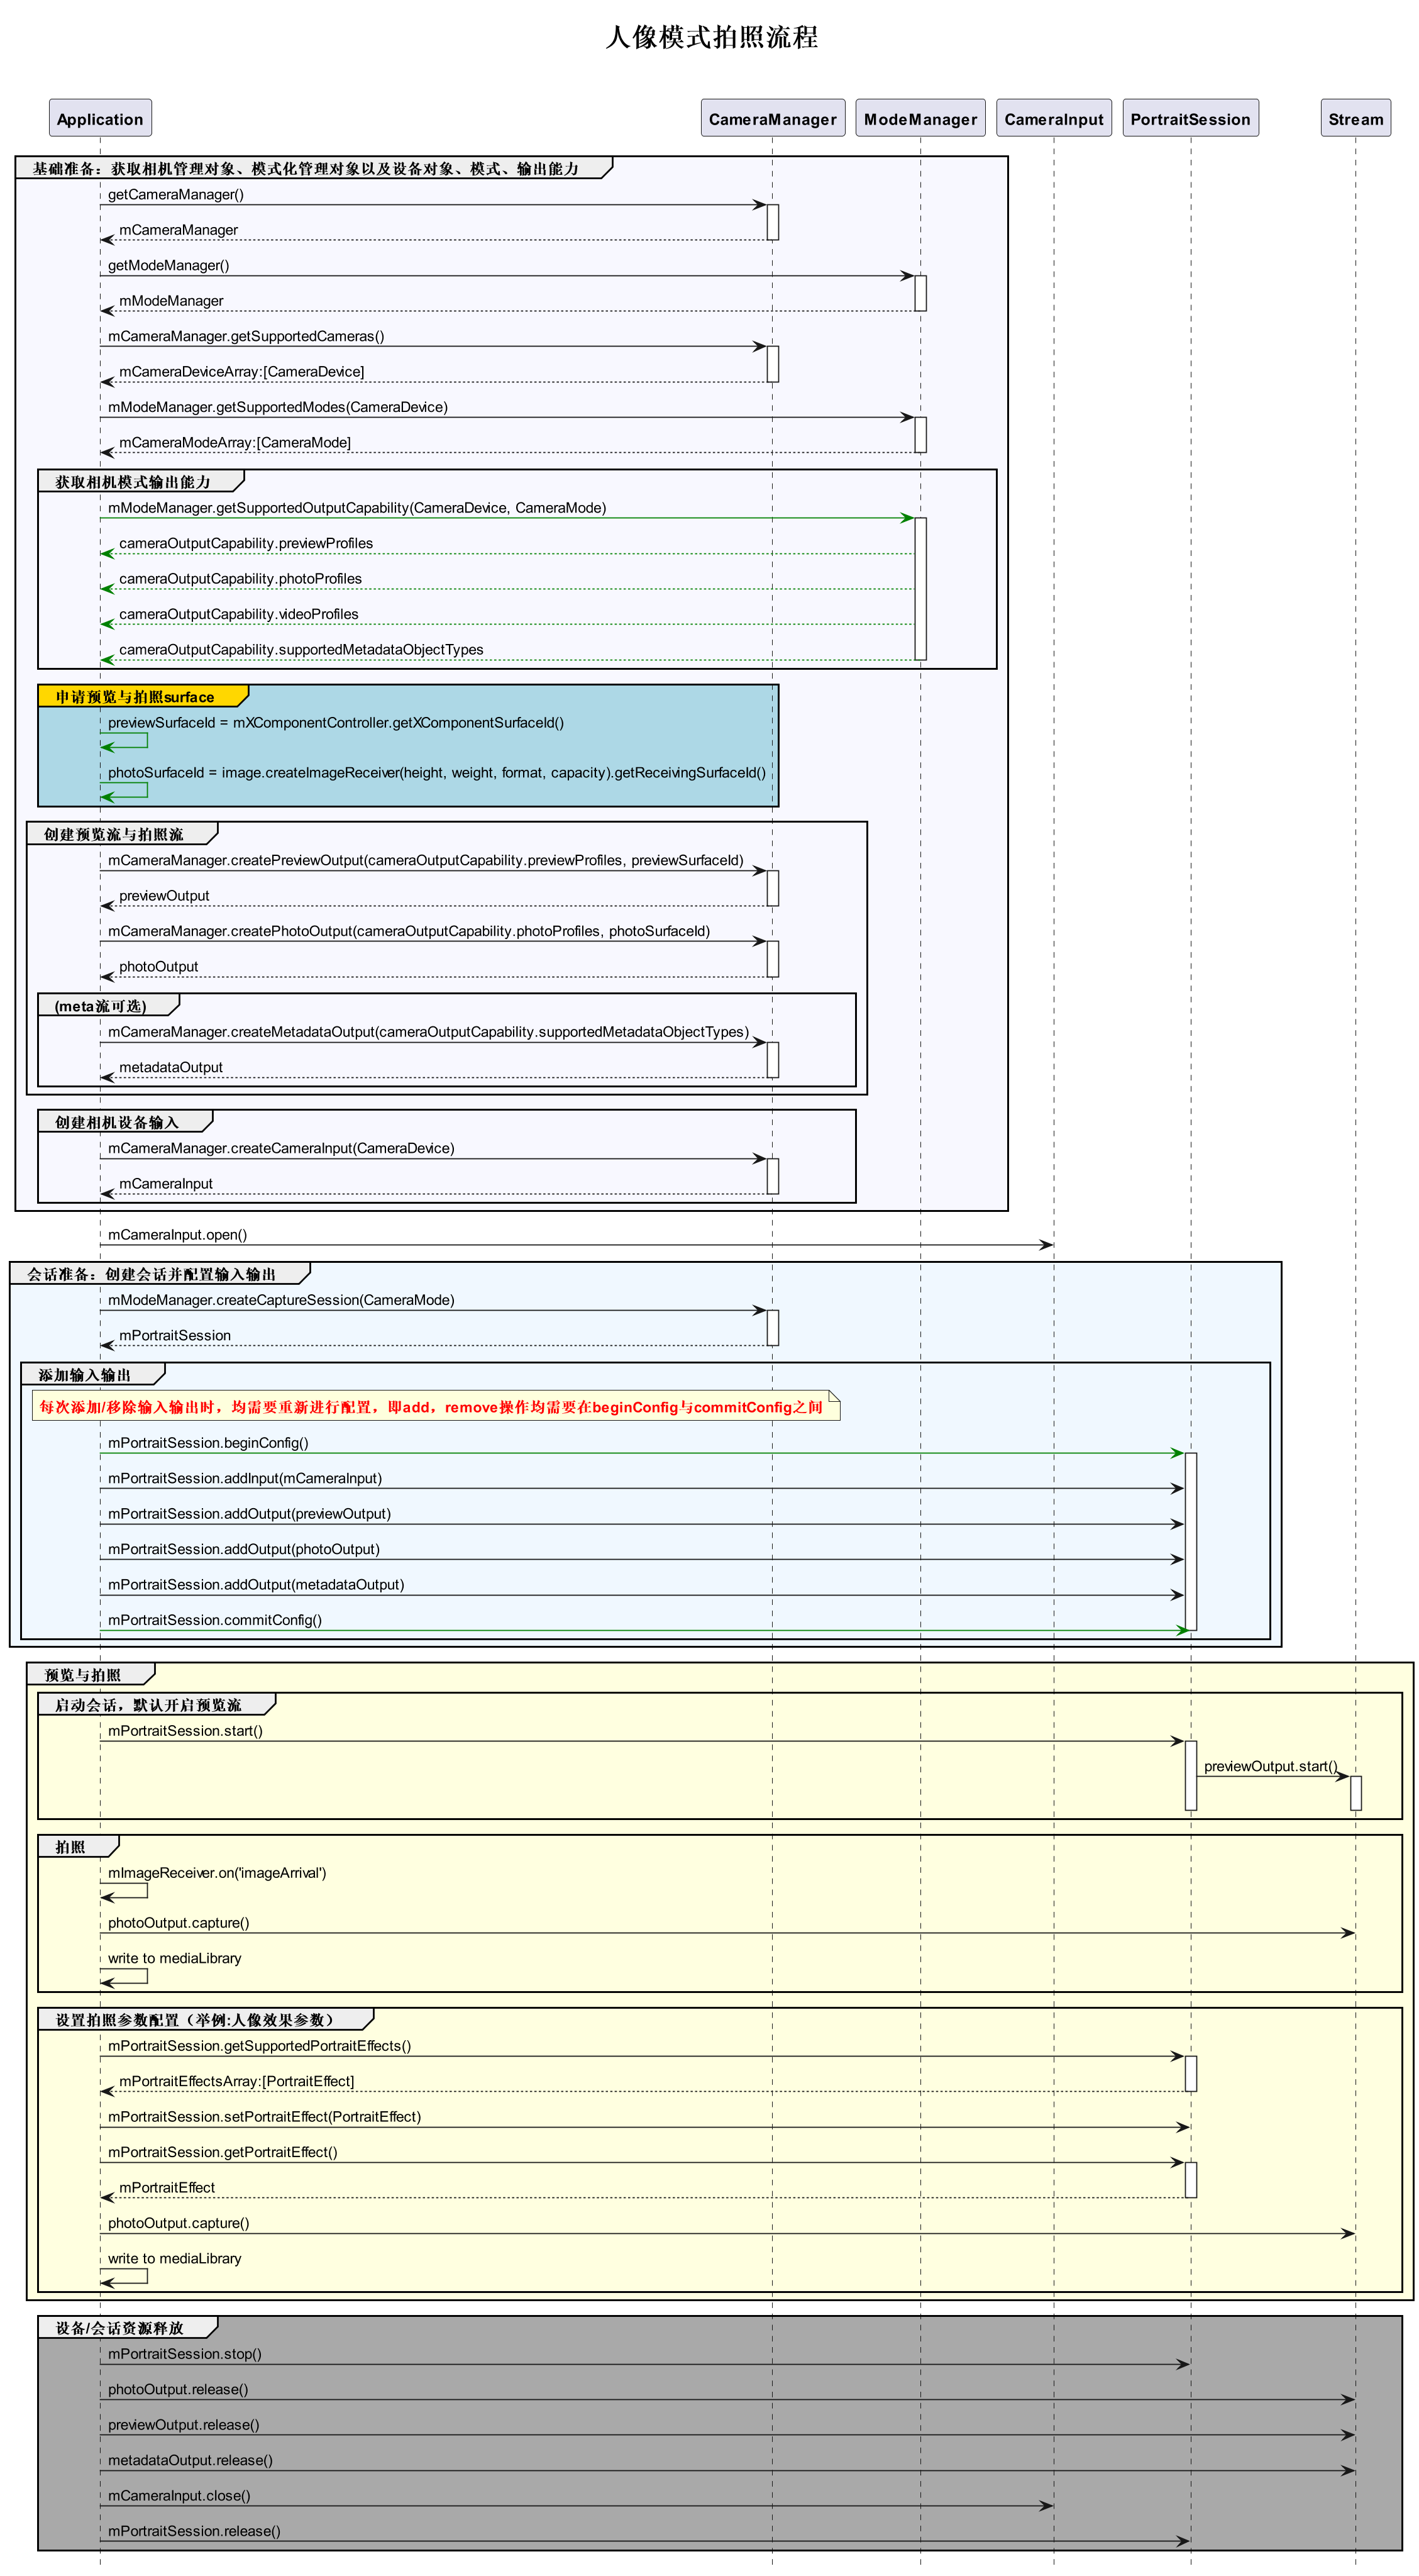 人像模式拍照流程
Application
CameraManager
ModeManager
CameraInput
PortraitSession
Stream
基础准备：获取相机管理对象、模式化管理对象以及设备对象、模式、输出能力
getCameraManager()
mCameraManager
getModeManager()
mModeManager
mCameraManager.getSupportedCameras()
mCameraDeviceArray:[CameraDevice]
mModeManager.getSupportedModes(CameraDevice)
mCameraModeArray:[CameraMode]
获取相机模式输出能力
mModeManager.getSupportedOutputCapability(CameraDevice, CameraMode)
cameraOutputCapability.previewProfiles
cameraOutputCapability.photoProfiles
cameraOutputCapability.videoProfiles
cameraOutputCapability.supportedMetadataObjectTypes
申请预览与拍照surface
previewSurfaceId = mXComponentController.getXComponentSurfaceId()
photoSurfaceId = image.createImageReceiver(height, weight, format, capacity).getReceivingSurfaceId()
创建预览流与拍照流
mCameraManager.createPreviewOutput(cameraOutputCapability.previewProfiles, previewSurfaceId)
previewOutput
mCameraManager.createPhotoOutput(cameraOutputCapability.photoProfiles, photoSurfaceId)
photoOutput
(meta流可选)
mCameraManager.createMetadataOutput(cameraOutputCapability.supportedMetadataObjectTypes)
metadataOutput
创建相机设备输入
mCameraManager.createCameraInput(CameraDevice)
mCameraInput
mCameraInput.open()
会话准备：创建会话并配置输入输出
mModeManager.createCaptureSession(CameraMode)
mPortraitSession
添加输入输出
每次添加/移除输入输出时，均需要重新进行配置，即add，remove操作均需要在beginConfig与commitConfig之间
mPortraitSession.beginConfig()
mPortraitSession.addInput(mCameraInput)
mPortraitSession.addOutput(previewOutput)
mPortraitSession.addOutput(photoOutput)
mPortraitSession.addOutput(metadataOutput)
mPortraitSession.commitConfig()
预览与拍照
启动会话，默认开启预览流
mPortraitSession.start()
previewOutput.start()
拍照
mImageReceiver.on('imageArrival')
photoOutput.capture()
write to mediaLibrary
设置拍照参数配置（举例:人像效果参数）
mPortraitSession.getSupportedPortraitEffects()
mPortraitEffectsArray:[PortraitEffect]
mPortraitSession.setPortraitEffect(PortraitEffect)
mPortraitSession.getPortraitEffect()
mPortraitEffect
photoOutput.capture()
write to mediaLibrary
设备/会话资源释放
mPortraitSession.stop()
photoOutput.release()
previewOutput.release()
metadataOutput.release()
mCameraInput.close()
mPortraitSession.release()